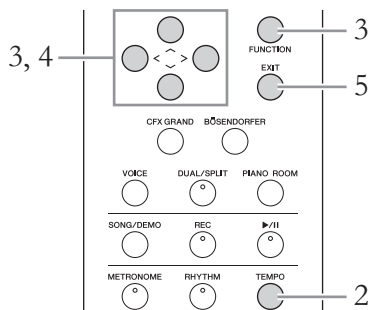 3
FUNCTION
3, 4
< >
EXIT
5
CFX GRAND BÖSENDORFER
VOICE DUAL/SPLIT PIANO ROOM
SONG/DEMO REC ▶/II
METRONOME RHYTHM TEMPO
2